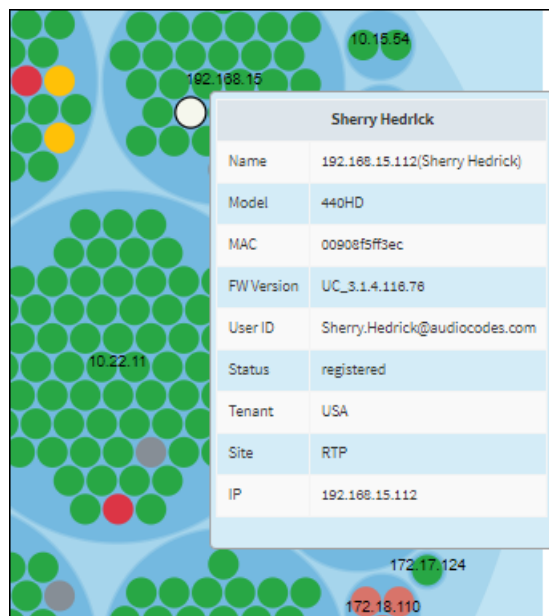 10.15.54
192.168.15
Sherry Hedrick
Name 192.168.15.112(Sherry Hedrick)
Model 440HD
MAC 00908f5ff3ec
FW Version UC_3.1.4.116.76
User ID Sherry.Hedrick@audiocodes.com
10.22.11
Status registered
Tenant USA
Site RTP
IP 192.168.15.112
172.17.124
172.18.110